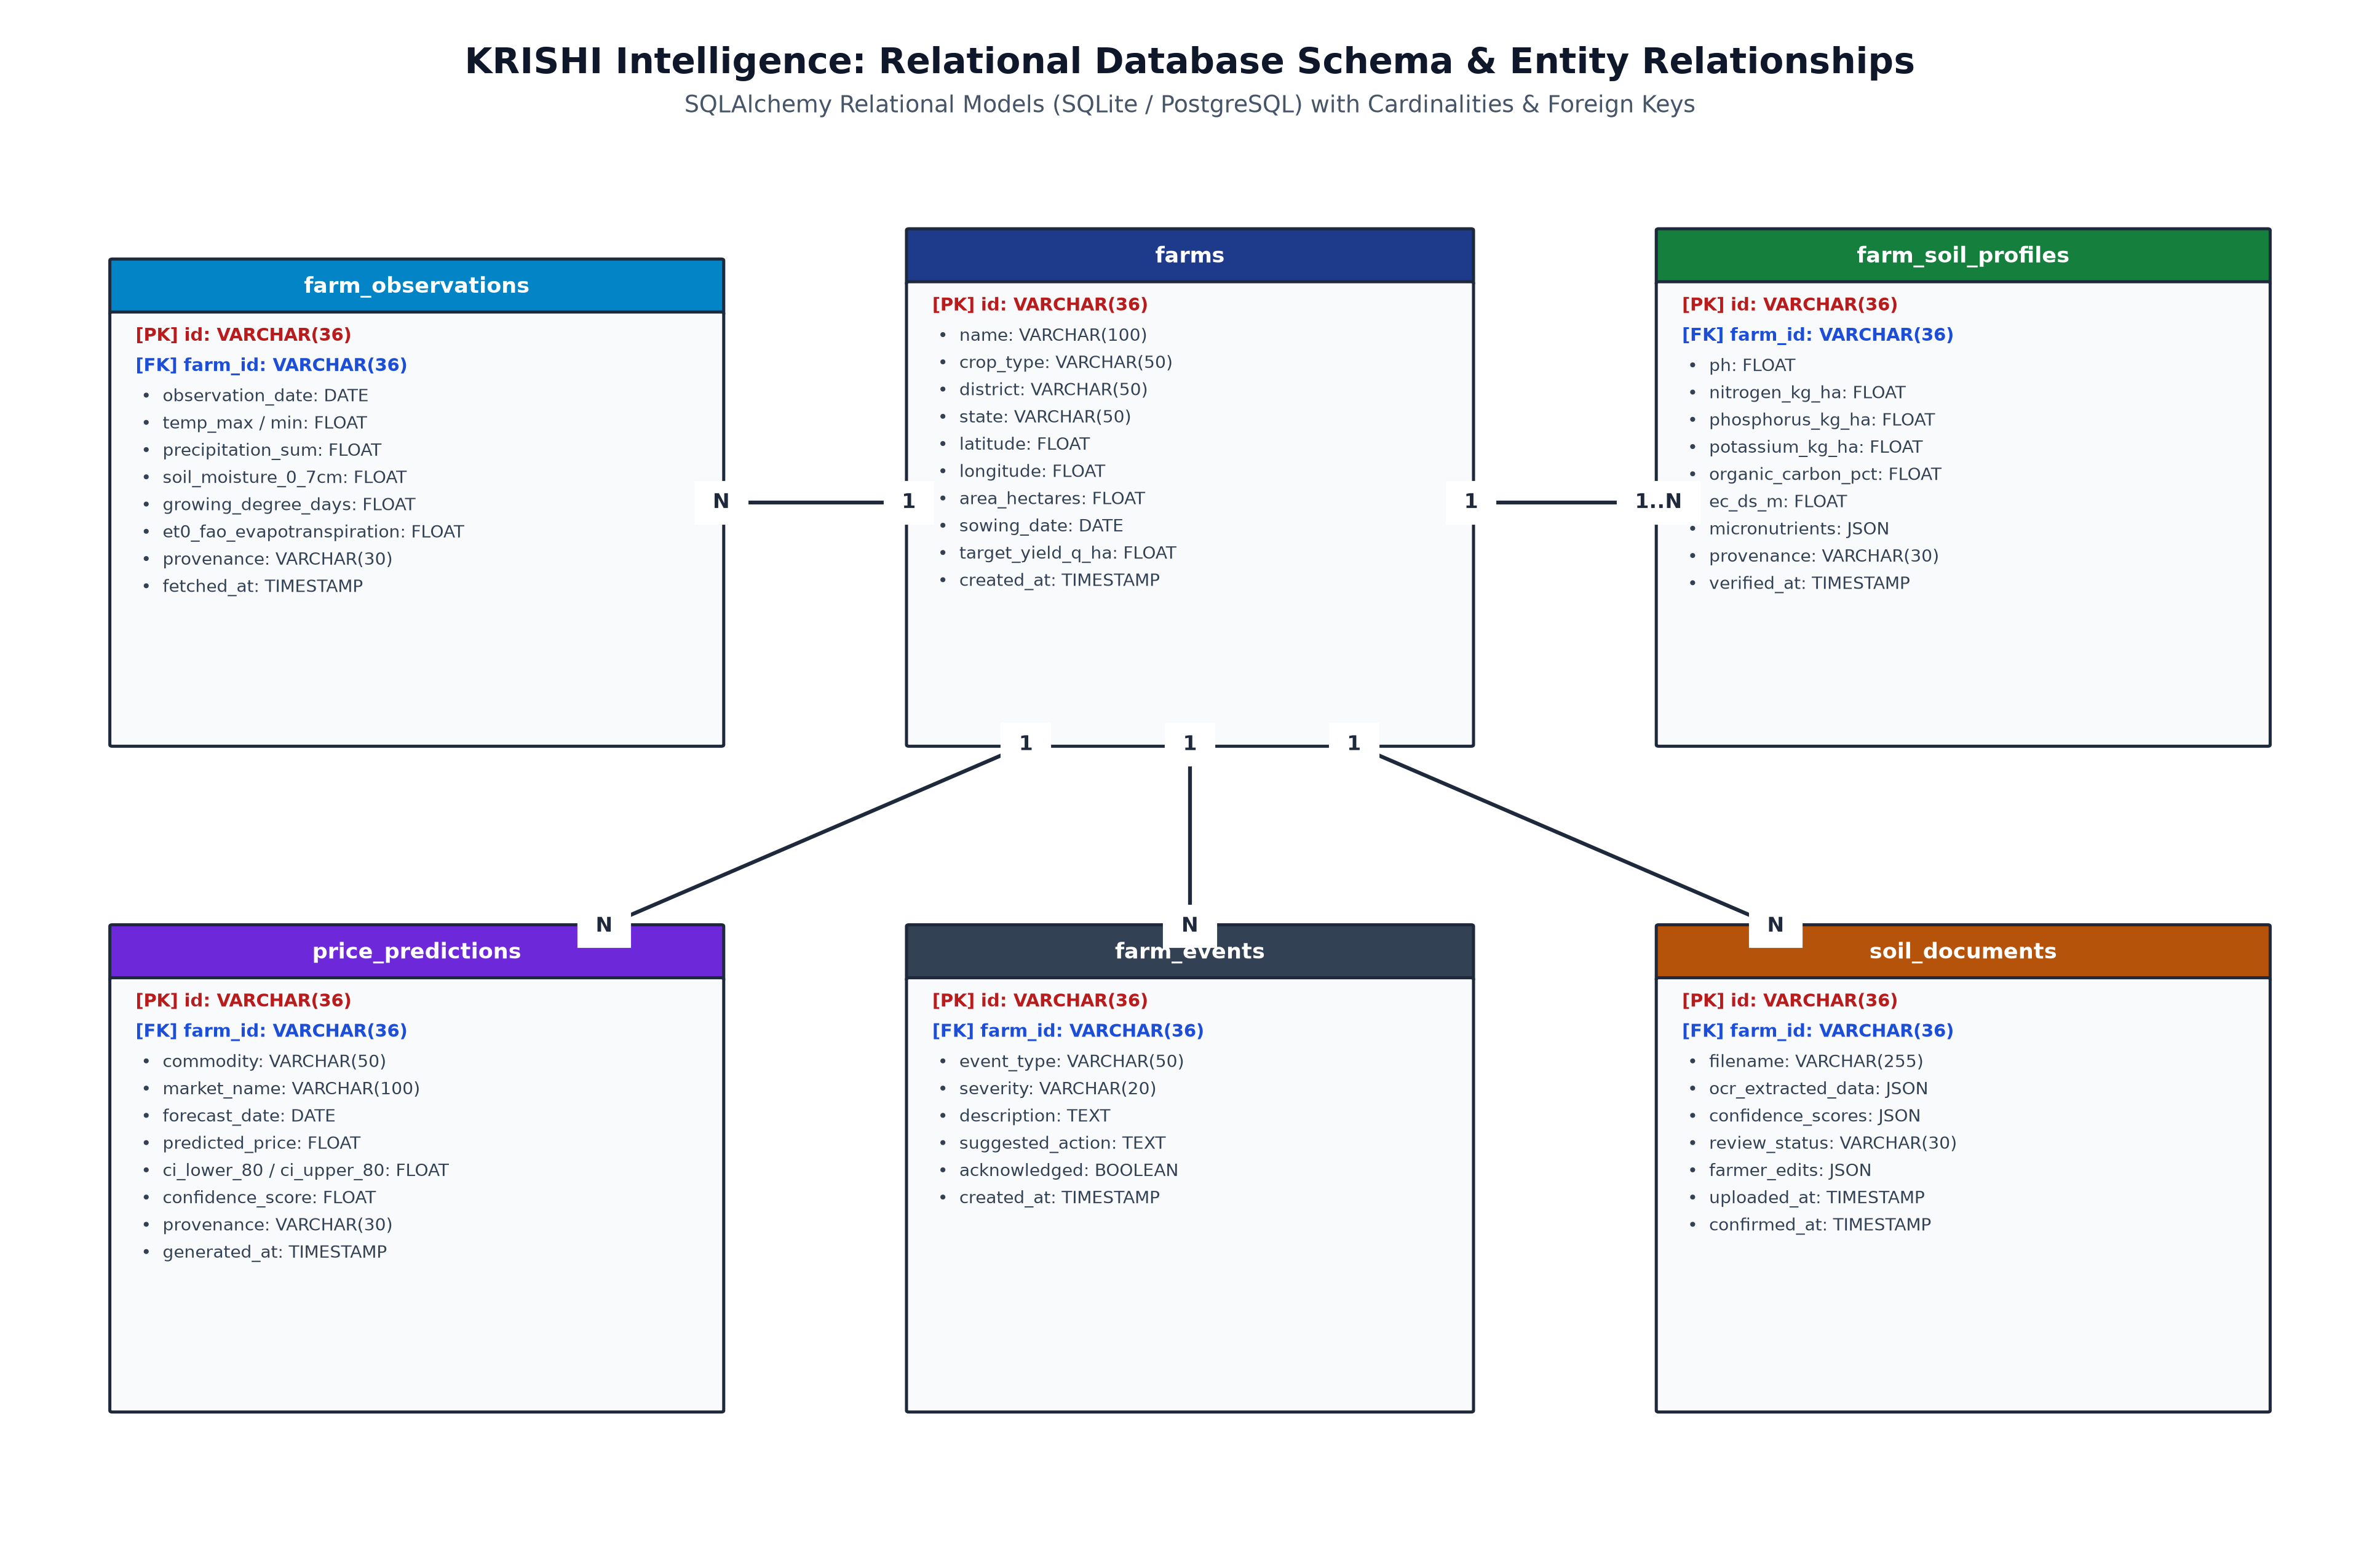 KRISHI Intelligence: Relational Database Schema & Entity Relationships
SQLAlchemy Relational Models (SQLite / PostgreSQL) with Cardinalities & Foreign Keys
farm_observations
[PK] id: VARCHAR(36)
[FK] farm_id: VARCHAR(36)
• observation_date: DATE
• temp_max / min: FLOAT
• precipitation_sum: FLOAT
• soil_moisture_0_7cm: FLOAT
• growing_degree_days: FLOAT
• et0_fao_evapotranspiration: FLOAT
• provenance: VARCHAR(30)
• fetched_at: TIMESTAMP
N
1
farms
[PK] id: VARCHAR(36)
• name: VARCHAR(100)
• crop_type: VARCHAR(50)
• district: VARCHAR(50)
• state: VARCHAR(50)
• latitude: FLOAT
• longitude: FLOAT
• area_hectares: FLOAT
• sowing_date: DATE
• target_yield_q_ha: FLOAT
• created_at: TIMESTAMP
1
1..N
farm_soil_profiles
[PK] id: VARCHAR(36)
[FK] farm_id: VARCHAR(36)
• ph: FLOAT
• nitrogen_kg_ha: FLOAT
• phosphorus_kg_ha: FLOAT
• potassium_kg_ha: FLOAT
• organic_carbon_pct: FLOAT
ec_ds_m: FLOAT
• micronutrients: JSON
• provenance: VARCHAR(30)
• verified_at: TIMESTAMP
1
1
1
N
N
N
price_predictions
[PK] id: VARCHAR(36)
[FK] farm_id: VARCHAR(36)
• commodity: VARCHAR(50)
• market_name: VARCHAR(100)
• forecast_date: DATE
• predicted_price: FLOAT
• ci_lower_80 / ci_upper_80: FLOAT
• confidence_score: FLOAT
• provenance: VARCHAR(30)
• generated_at: TIMESTAMP
farm_events
[PK] id: VARCHAR(36)
[FK] farm_id: VARCHAR(36)
• event_type: VARCHAR(50)
• severity: VARCHAR(20)
• description: TEXT
• suggested_action: TEXT
• acknowledged: BOOLEAN
• created_at: TIMESTAMP
soil_documents
[PK] id: VARCHAR(36)
[FK] farm_id: VARCHAR(36)
• filename: VARCHAR(255)
• ocr_extracted_data: JSON
• confidence_scores: JSON
• review_status: VARCHAR(30)
• farmer_edits: JSON
• uploaded_at: TIMESTAMP
• confirmed_at: TIMESTAMP